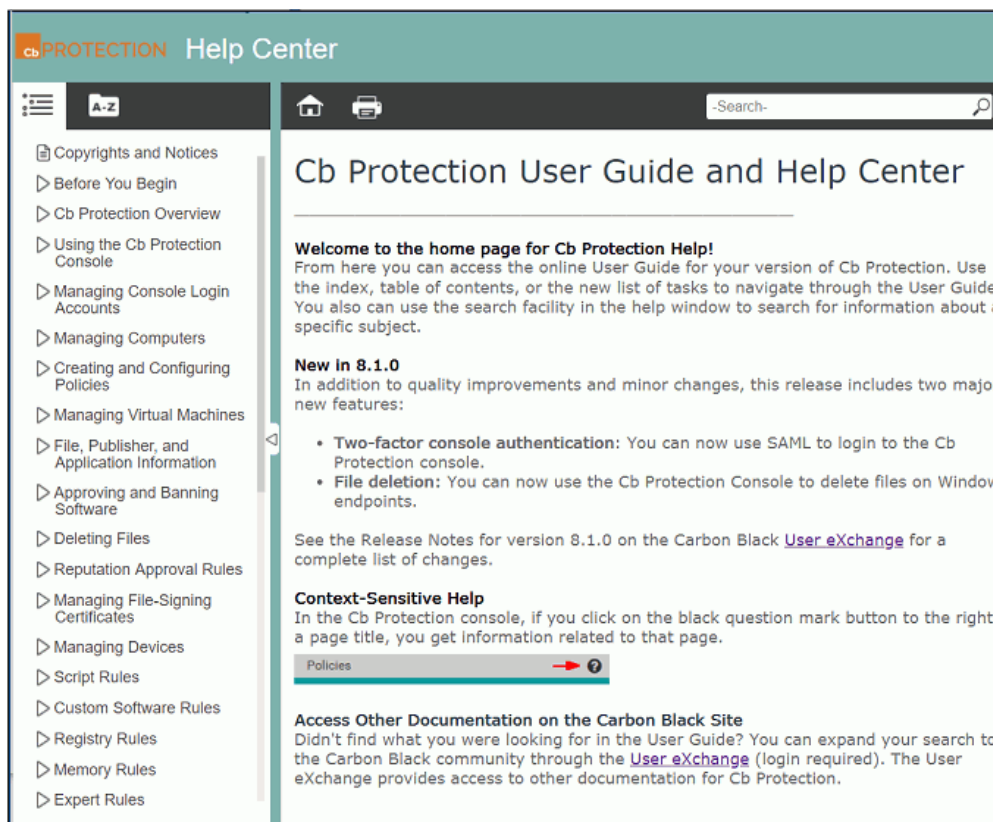 Cb PROTECTION Help Center
A-Z
-Search-
Copyrights and Notices
Before You Begin
Cb Protection Overview
Using the Cb Protection
Console
Managing Console Login
Accounts
Managing Computers
Creating and Configuring
Policies
Managing Virtual Machines
File, Publisher, and
Application Information
Approving and Banning
Software
Deleting Files
Reputation Approval Rules
Managing File-Signing
Certificates
Managing Devices
Script Rules
Custom Software Rules
Registry Rules
Memory Rules
Expert Rules
Cb Protection User Guide and Help Center
Welcome to the home page for Cb Protection Help!
From here you can access the online User Guide for your version of Cb Protection. Use
the index, table of contents, or the new list of tasks to navigate through the User Guide
You also can use the search facility in the help window to search for information about a
specific subject.
New in 8.1.0
In addition to quality improvements and minor changes, this release includes two majo
new features:
• Two-factor console authentication: You can now use SAML to login to the Cb
Protection console.
• File deletion: You can now use the Cb Protection Console to delete files on Window
endpoints.
See the Release Notes for version 8.1.0 on the Carbon Black User eXchange for a
complete list of changes.
Context-Sensitive Help
In the Cb Protection console, if you click on the black question mark button to the right
a page title, you get information related to that page.
Policies ?
Access Other Documentation on the Carbon Black Site
Didn't find what you were looking for in the User Guide? You can expand your search to
the Carbon Black community through the User eXchange (login required). The User
eXchange provides access to other documentation for Cb Protection.